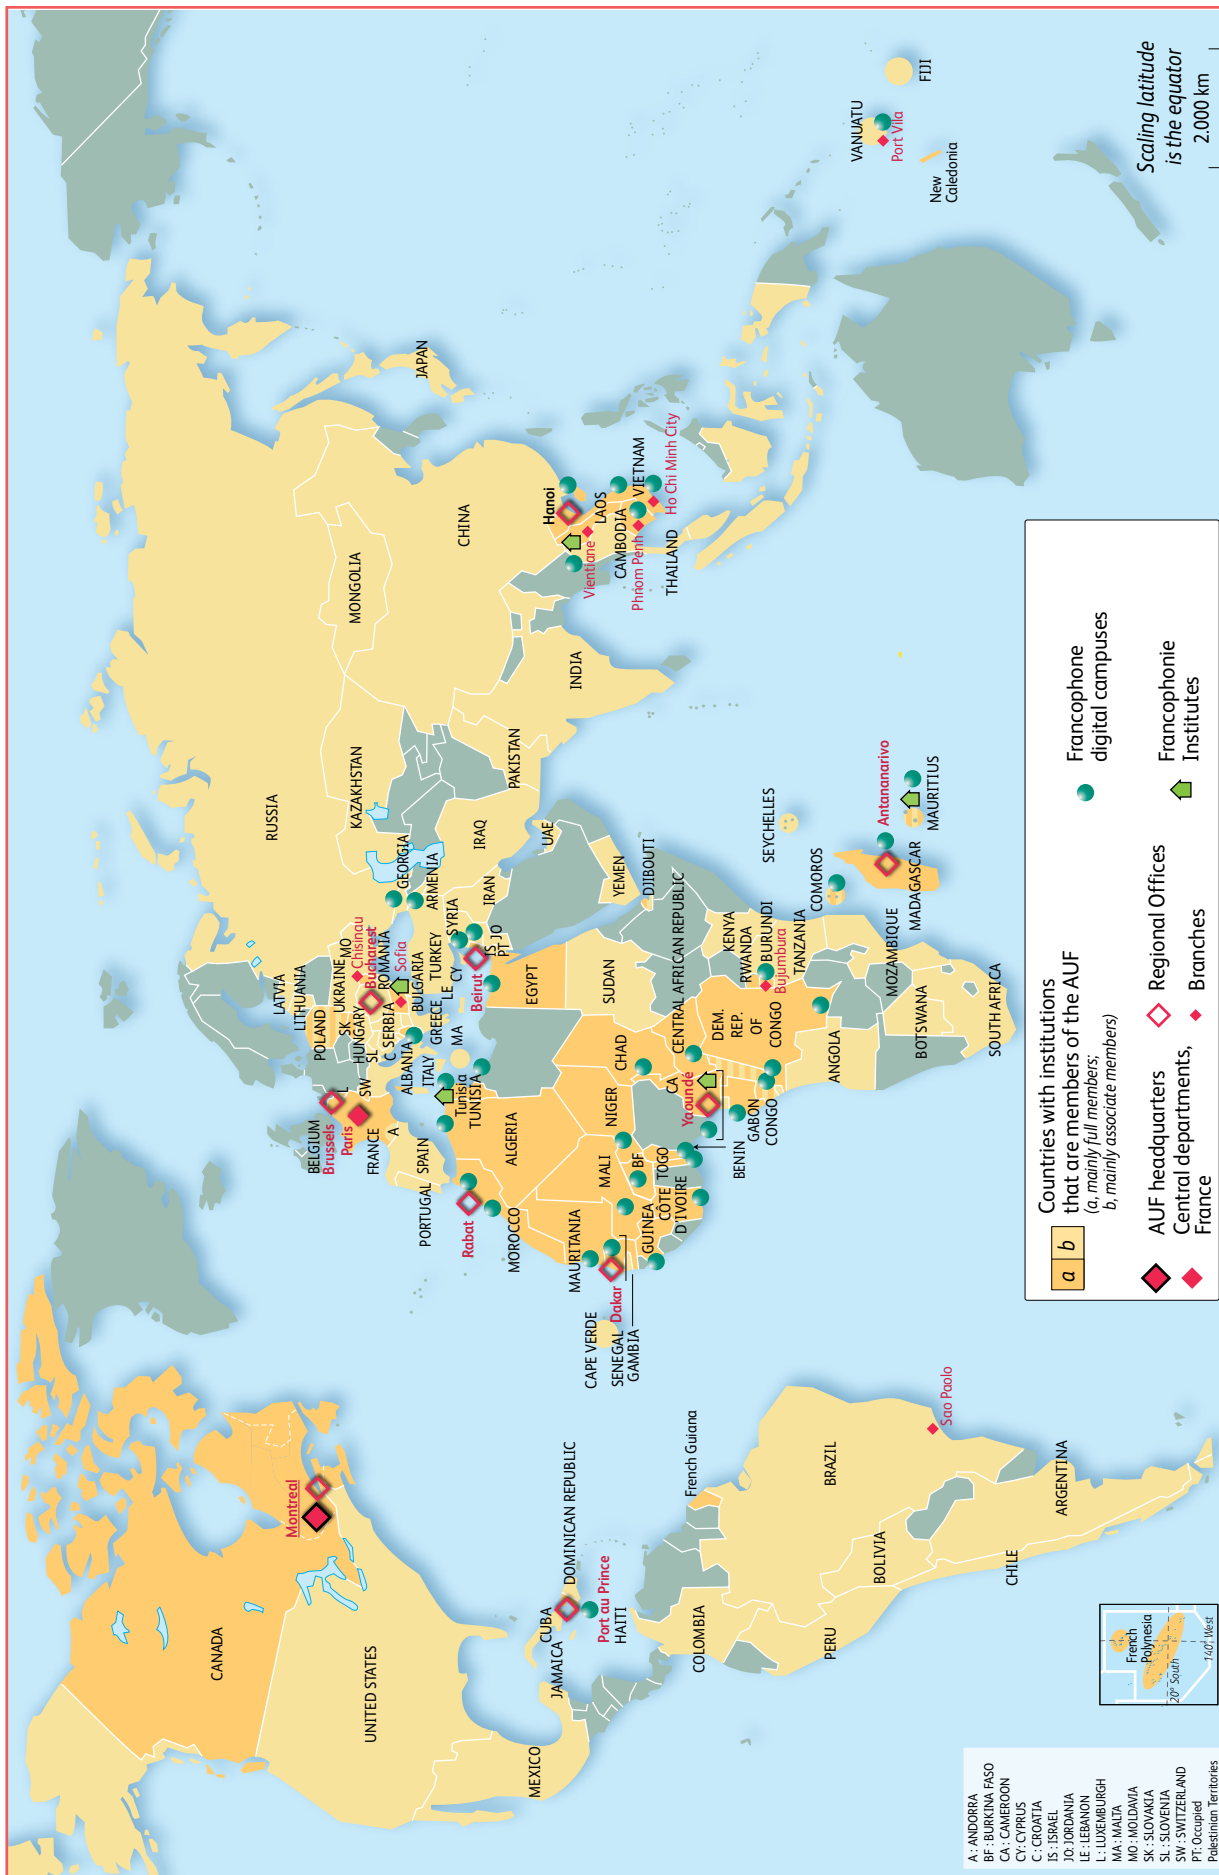 CANADA
Montreal
UNITED STATES
MEXICO
CUBA
JAMAICA
DOMINICAN REPUBLIC
Port au Prince
HAITI
COLOMBIA
French Guiana
PERU
BRAZIL
BOLIVIA
Sao Paolo
CHILE
ARGENTINA
French
Polynesia
20° South
140° West
LATVIA
LITHUANIA
POLAND
BELGIUM
Brussels
L
Paris
FRANCE
SW
A
SPAIN
PORTUGAL
SK
UKRAINE
MO
Chisinau
HUNGARY
Bucharest
ROMANIA
SL
C
SERBIA
Sofia
BULGARIA
ALBANIA
ITALY
GREECE
MA
TURKEY
CY
LE
SYRIA
Beirut
IS
JO
PT
RUSSIA
KAZAKHSTAN
GEORGIA
ARMENIA
IRAQ
IRAN
UAE
YEMEN
PAKISTAN
INDIA
MONGOLIA
CHINA
JAPAN
Hanoi
LAOS
Vientiane
VIETNAM
CAMBODIA
Phnom Penh
Ho Chi Minh City
THAILAND
Rabat
MOROCCO
ALGERIA
Tunisia
TUNISIA
EGYPT
MAURITANIA
MALI
NIGER
CHAD
SUDAN
DJIBOUTI
CAPE VERDE
Dakar
SENEGAL
GAMBIA
GUINEA
BF
CÔTE
D'IVOIRE
TOGO
BENIN
CA
Yaoundé
CENTRAL AFRICAN REPUBLIC
GABON
CONGO
DEM.
REP.
OF
CONGO
KENYA
RWANDA
BURUNDI
Bujumbura
TANZANIA
ANGOLA
MOZAMBIQUE
BOTSWANA
SOUTH AFRICA
SEYCHELLES
COMOROS
Antananarivo
MADAGASCAR
MAURITIUS
VANUATU
Port Vila
FIJI
New
Caledonia
Scaling latitude
is the equator
2.000 km
a b
Countries with institutions
that are members of the AUF
(a, mainly full members;
b, mainly associate members)
AUF headquarters
Central departments,
France
Regional Offices
Branches
Francophone
digital campuses
Francophonie
Institutes
A : ANDORRA
BF : BURKINA FASO
CA : CAMEROON
CY: CYPRUS
C : CROATIA
IS : ISRAEL
JO: JORDANIA
LE : LEBANON
L : LUXEMBURGH
MA : MALTA
MO : MOLDAVIA
SK : SLOVAKIA
SL : SLOVENIA
SW : SWITZERLAND
PT: Occupied
Palestinian Territories